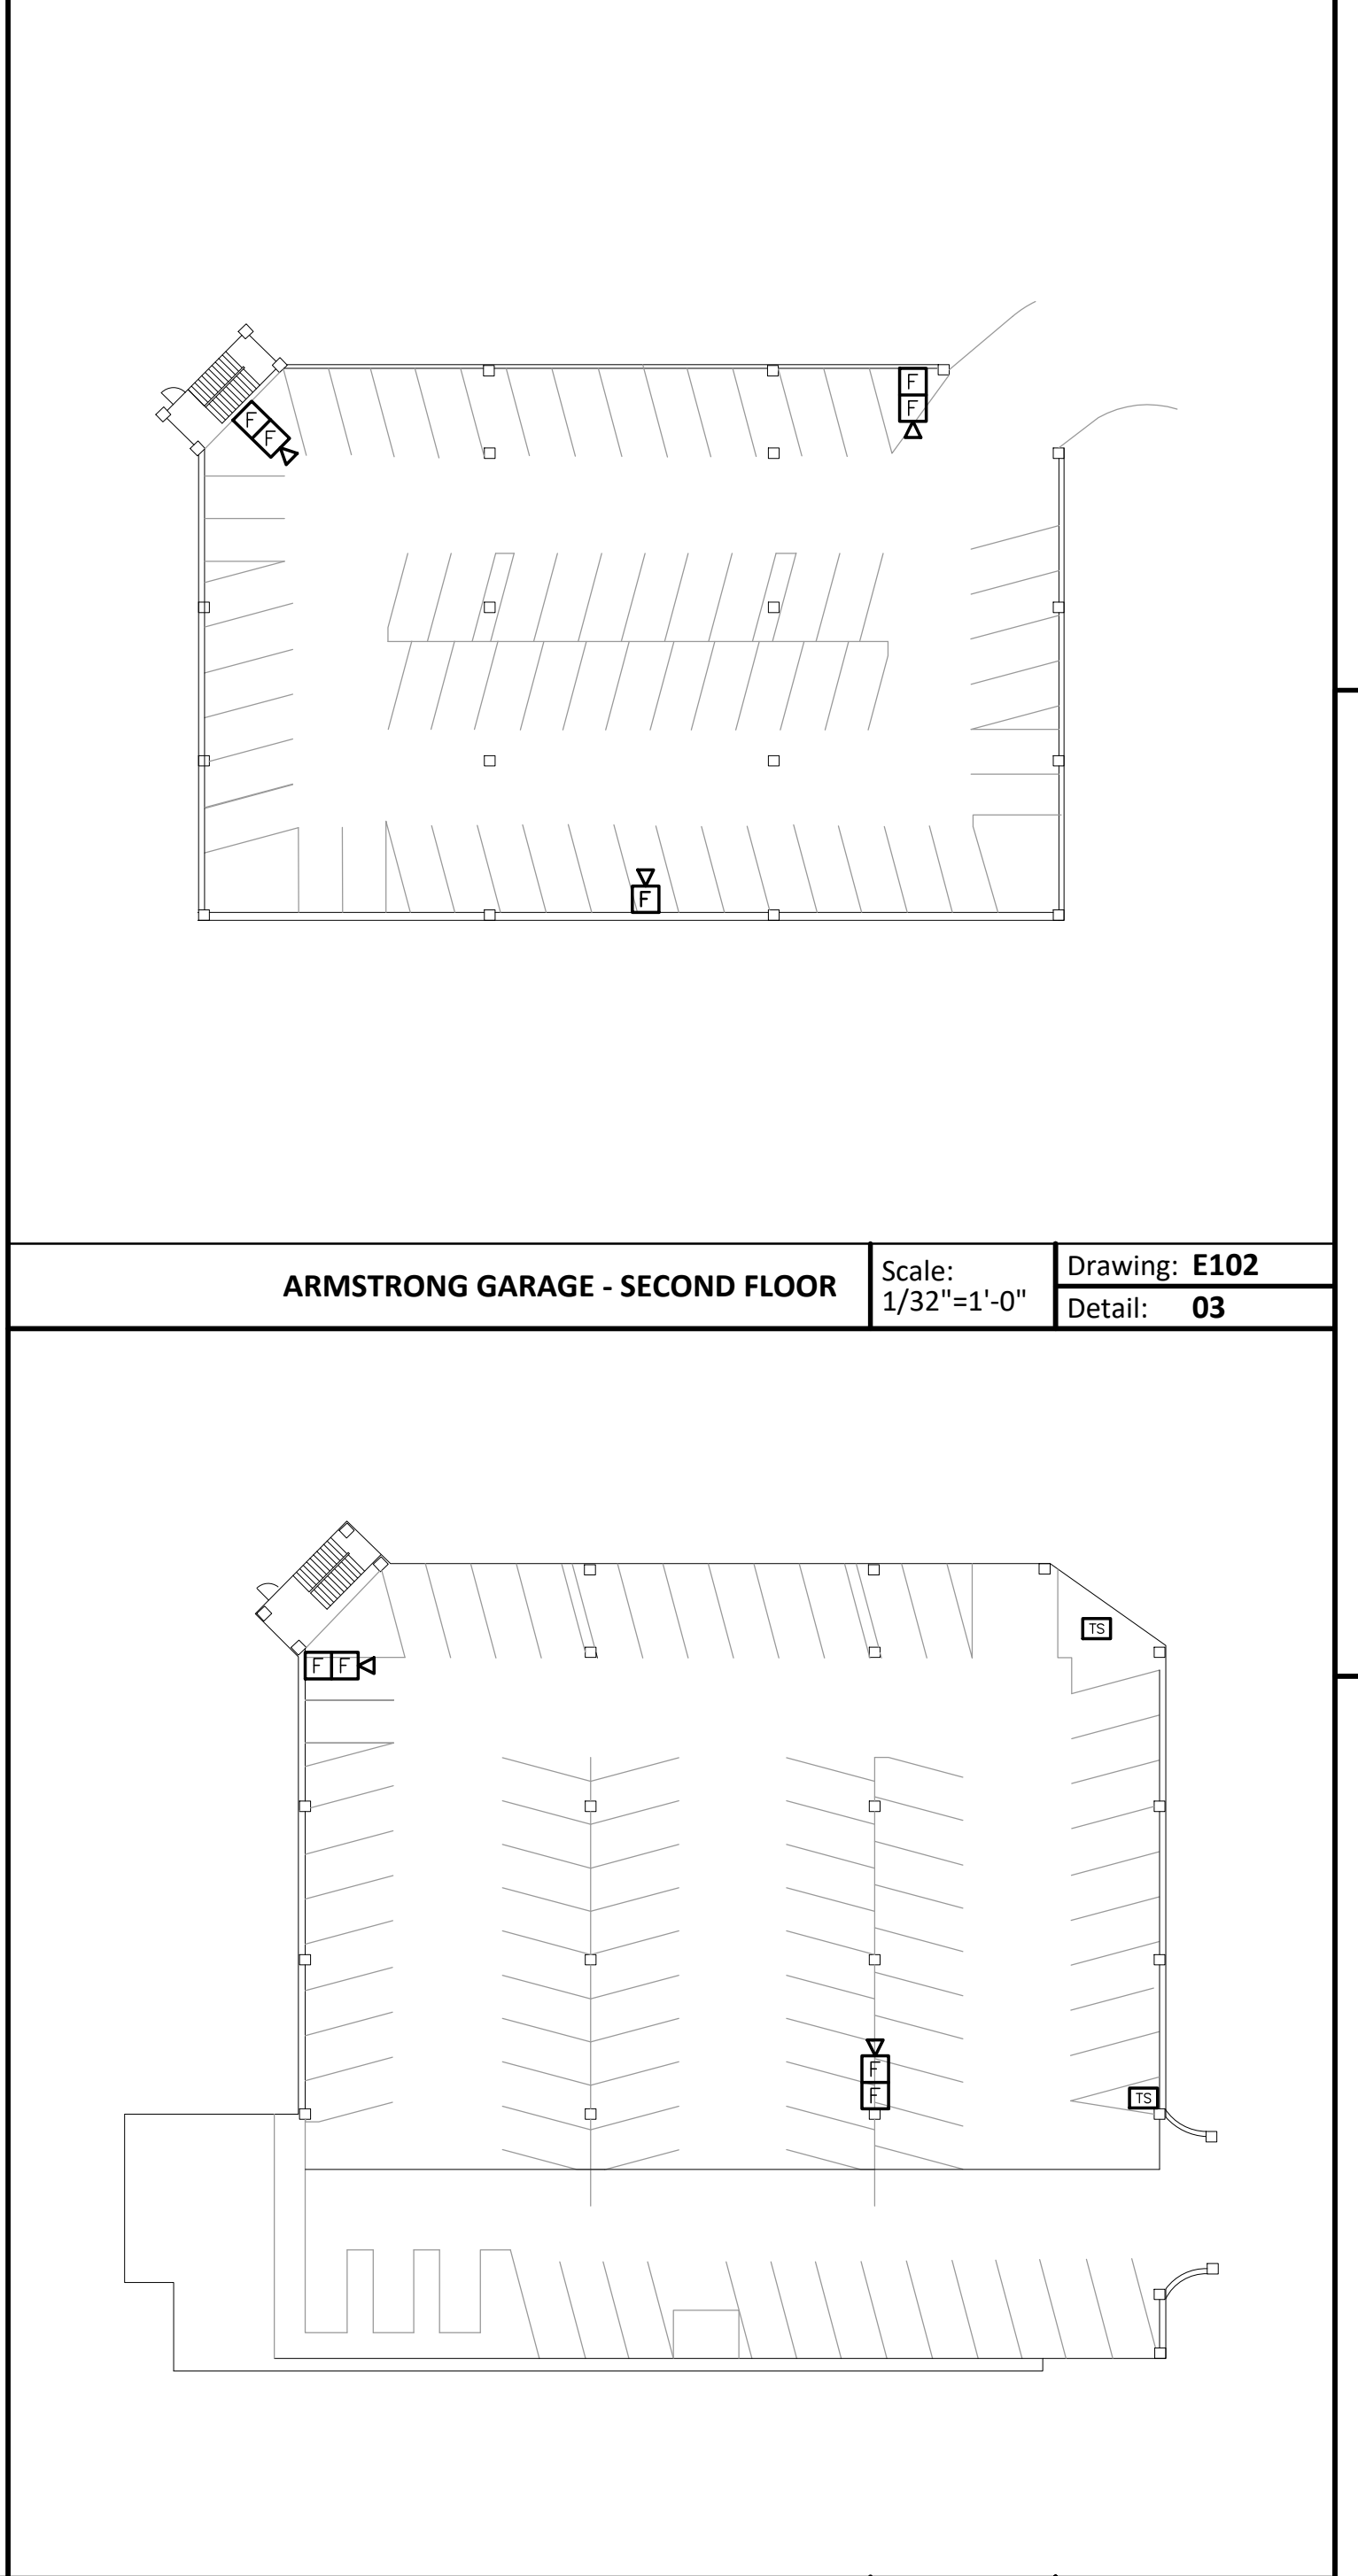 F
F
F
F
F
ARMSTRONG GARAGE - SECOND FLOOR
Scale:
1/32"=1'-0"
Drawing: E102
Detail: 03
TS
F F
F
F
TS